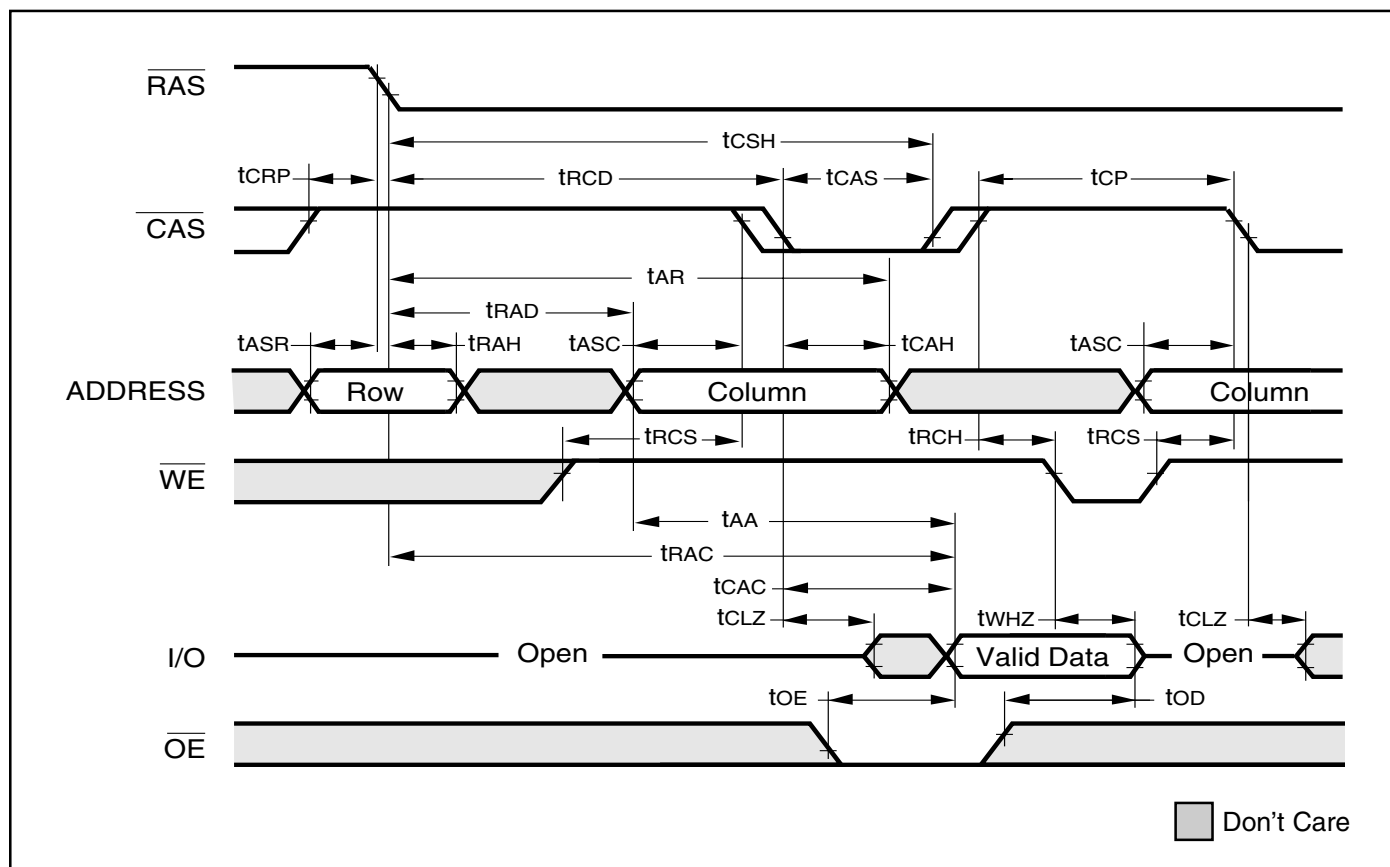 RAS
tCSH
tCRP
tRCD
tCAS
tCP
CAS
tAR
tRAD
tASR
tRAH
tASC
tCAH
tASC
ADDRESS
Row
Column
Column
tRCS
tRCH
tRCS
WE
tAA
tRAC
tCAC
tCLZ
tWHZ
tCLZ
I/O
Open
Valid Data
Open
tOE
tOD
OE
Don't Care